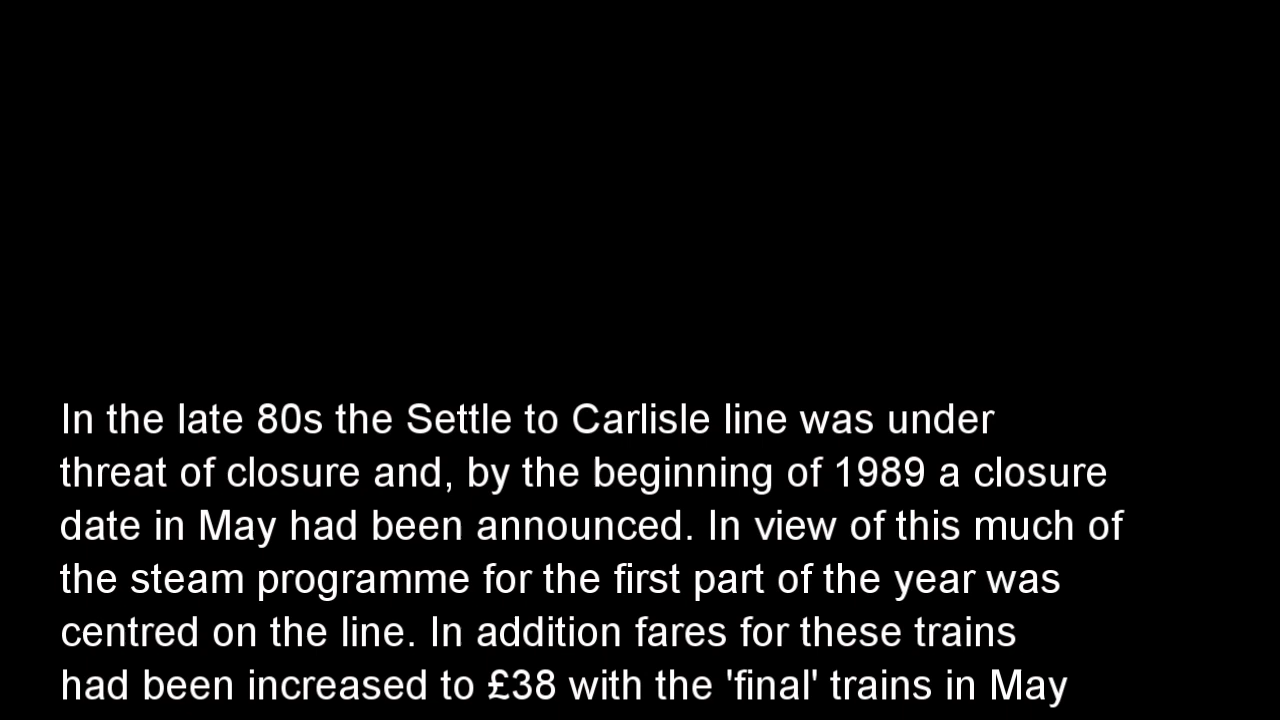 In the late 80s the Settle to Carlisle line was under
threat of closure and, by the beginning of 1989 a closure
date in May had been announced. In view of this much of
the steam programme for the first part of the year was
centred on the line. In addition fares for these trains
had been increased to £38 with the 'final' trains in May